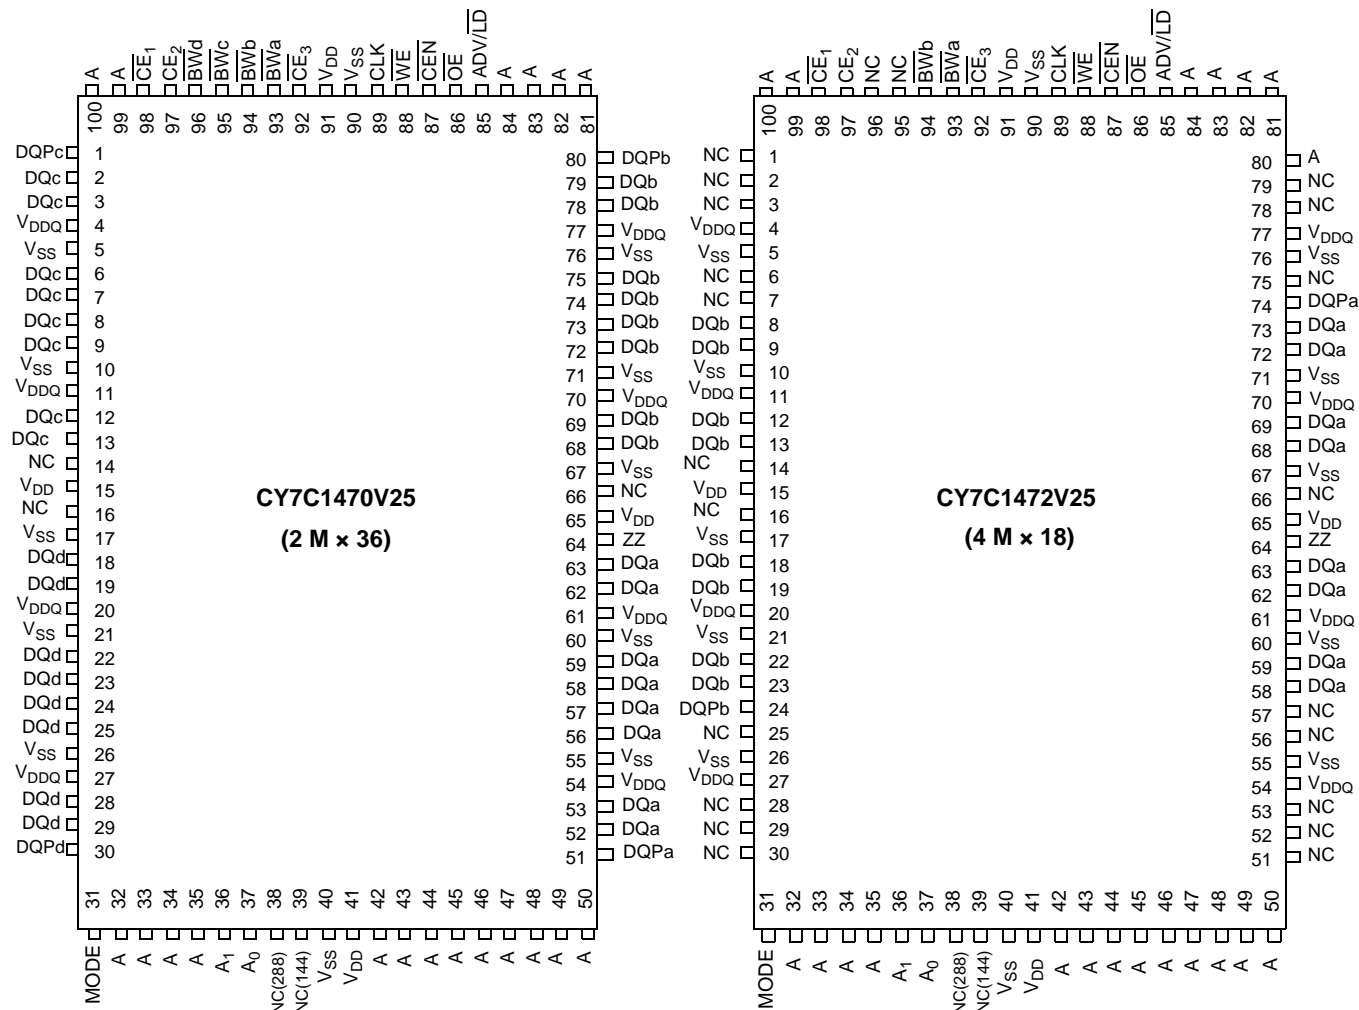 A A CE1 CE2 BWd BWc BWb BWa CE3 VDD VSS CLK WE CEN OE ADV/LD A A A A
100 99 98 97 96 95 94 93 92 91 90 89 88 87 86 85 84 83 82 81
DQPc 1
DQc 2
DQc 3
VDDQ 4
VSS 5
DQc 6
DQc 7
DQc 8
DQc 9
VSS 10
VDDQ 11
DQc 12
DQc 13
NC 14
VDD 15
NC 16
VSS 17
DQd 18
DQd 19
VDDQ 20
VSS 21
DQd 22
DQd 23
DQd 24
DQd 25
VSS 26
VDDQ 27
DQd 28
DQd 29
DQPd 30
CY7C1470V25
(2 M × 36)
80 DQPb
79 DQb
78 DQb
77 VDDQ
76 VSS
75 DQb
74 DQb
73 DQb
72 DQb
71 VSS
70 VDDQ
69 DQb
68 DQb
67 VSS
66 NC
65 VDD
64 ZZ
63 DQa
62 DQa
61 VDDQ
60 VSS
59 DQa
58 DQa
57 DQa
56 DQa
55 VSS
54 VDDQ
53 DQa
52 DQa
51 DQPa
31 32 33 34 35 36 37 38 39 40 41 42 43 44 45 46 47 48 49 50
MODE A A A A A1 A0 NC(288) NC(144) VSS VDD A A A A A A A A A
A A CE1 CE2 NC NC BWb BWa CE3 VDD VSS CLK WE CEN OE ADV/LD A A A A
100 99 98 97 96 95 94 93 92 91 90 89 88 87 86 85 84 83 82 81
NC 1
NC 2
NC 3
VDDQ 4
VSS 5
NC 6
NC 7
DQb 8
DQb 9
VSS 10
VDDQ 11
DQb 12
DQb 13
NC 14
VDD 15
NC 16
VSS 17
DQb 18
DQb 19
VDDQ 20
VSS 21
DQb 22
DQb 23
DQPb 24
NC 25
VSS 26
VDDQ 27
NC 28
NC 29
NC 30
CY7C1472V25
(4 M × 18)
80 A
79 NC
78 NC
77 VDDQ
76 VSS
75 NC
74 DQPa
73 DQa
72 DQa
71 VSS
70 VDDQ
69 DQa
68 DQa
67 VSS
66 NC
65 VDD
64 ZZ
63 DQa
62 DQa
61 VDDQ
60 VSS
59 DQa
58 DQa
57 NC
56 NC
55 VSS
54 VDDQ
53 NC
52 NC
51 NC
31 32 33 34 35 36 37 38 39 40 41 42 43 44 45 46 47 48 49 50
MODE A A A A A1 A0 NC(288) NC(144) VSS VDD A A A A A A A A A